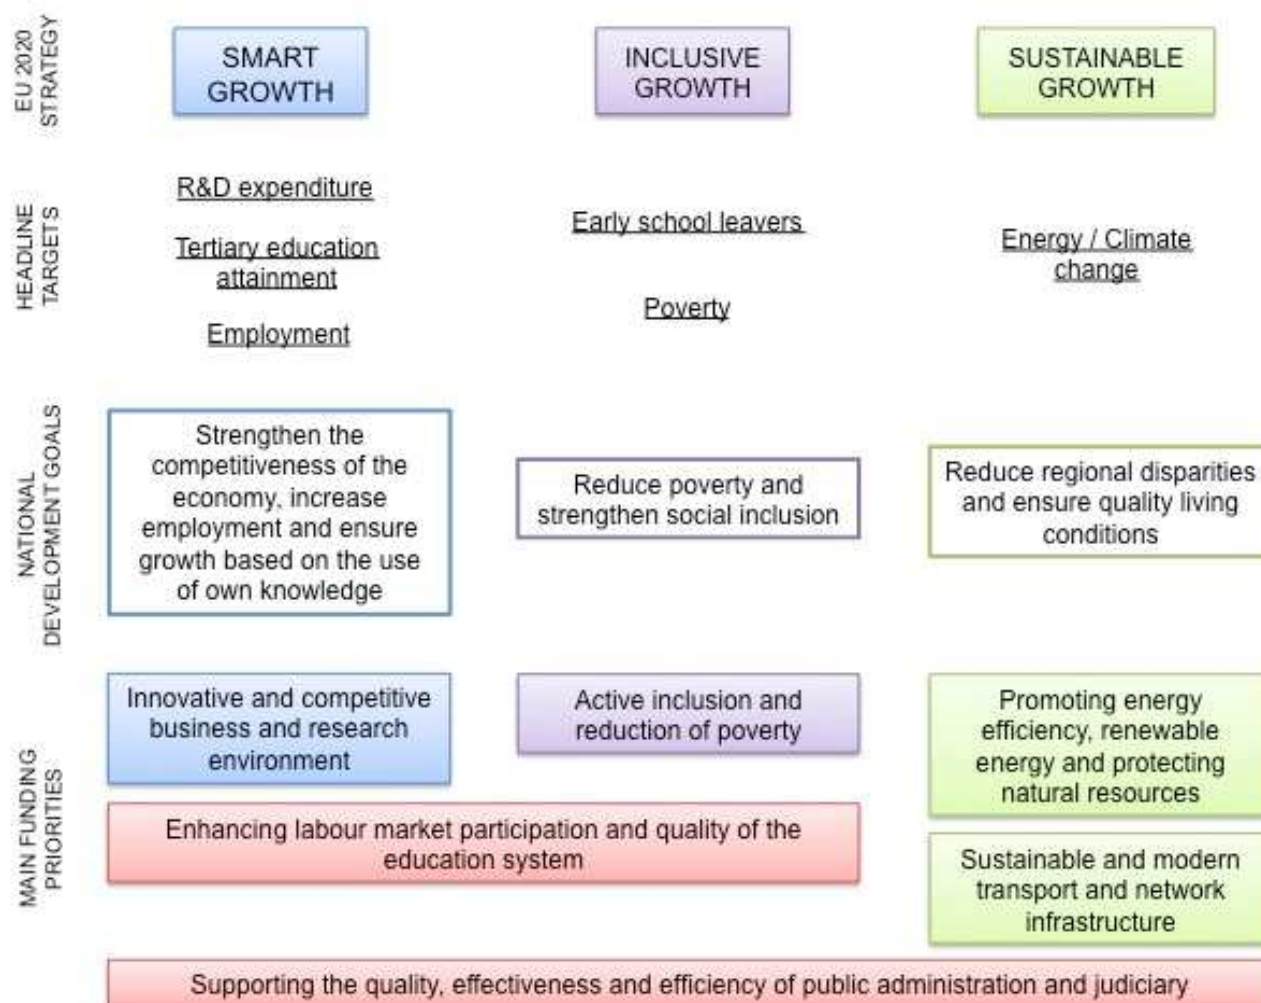 EU 2020
STRATEGY
SMART
GROWTH
INCLUSIVE
GROWTH
SUSTAINABLE
GROWTH
HEADLINE
TARGETS
R&D expenditure
Tertiary education
attainment
Employment
Early school leavers
Poverty
Energy / Climate
change
NATIONAL
DEVELOPMENT GOALS
Strengthen the
competitiveness of the
economy, increase
employment and ensure
growth based on the use
of own knowledge
Reduce poverty and
strengthen social inclusion
Reduce regional disparities
and ensure quality living
conditions
MAIN FUNDING
PRIORITIES
Innovative and competitive
business and research
environment
Active inclusion and
reduction of poverty
Promoting energy
efficiency, renewable
energy and protecting
natural resources
Enhancing labour market participation and quality of the
education system
Sustainable and modern
transport and network
infrastructure
Supporting the quality, effectiveness and efficiency of public administration and judiciary